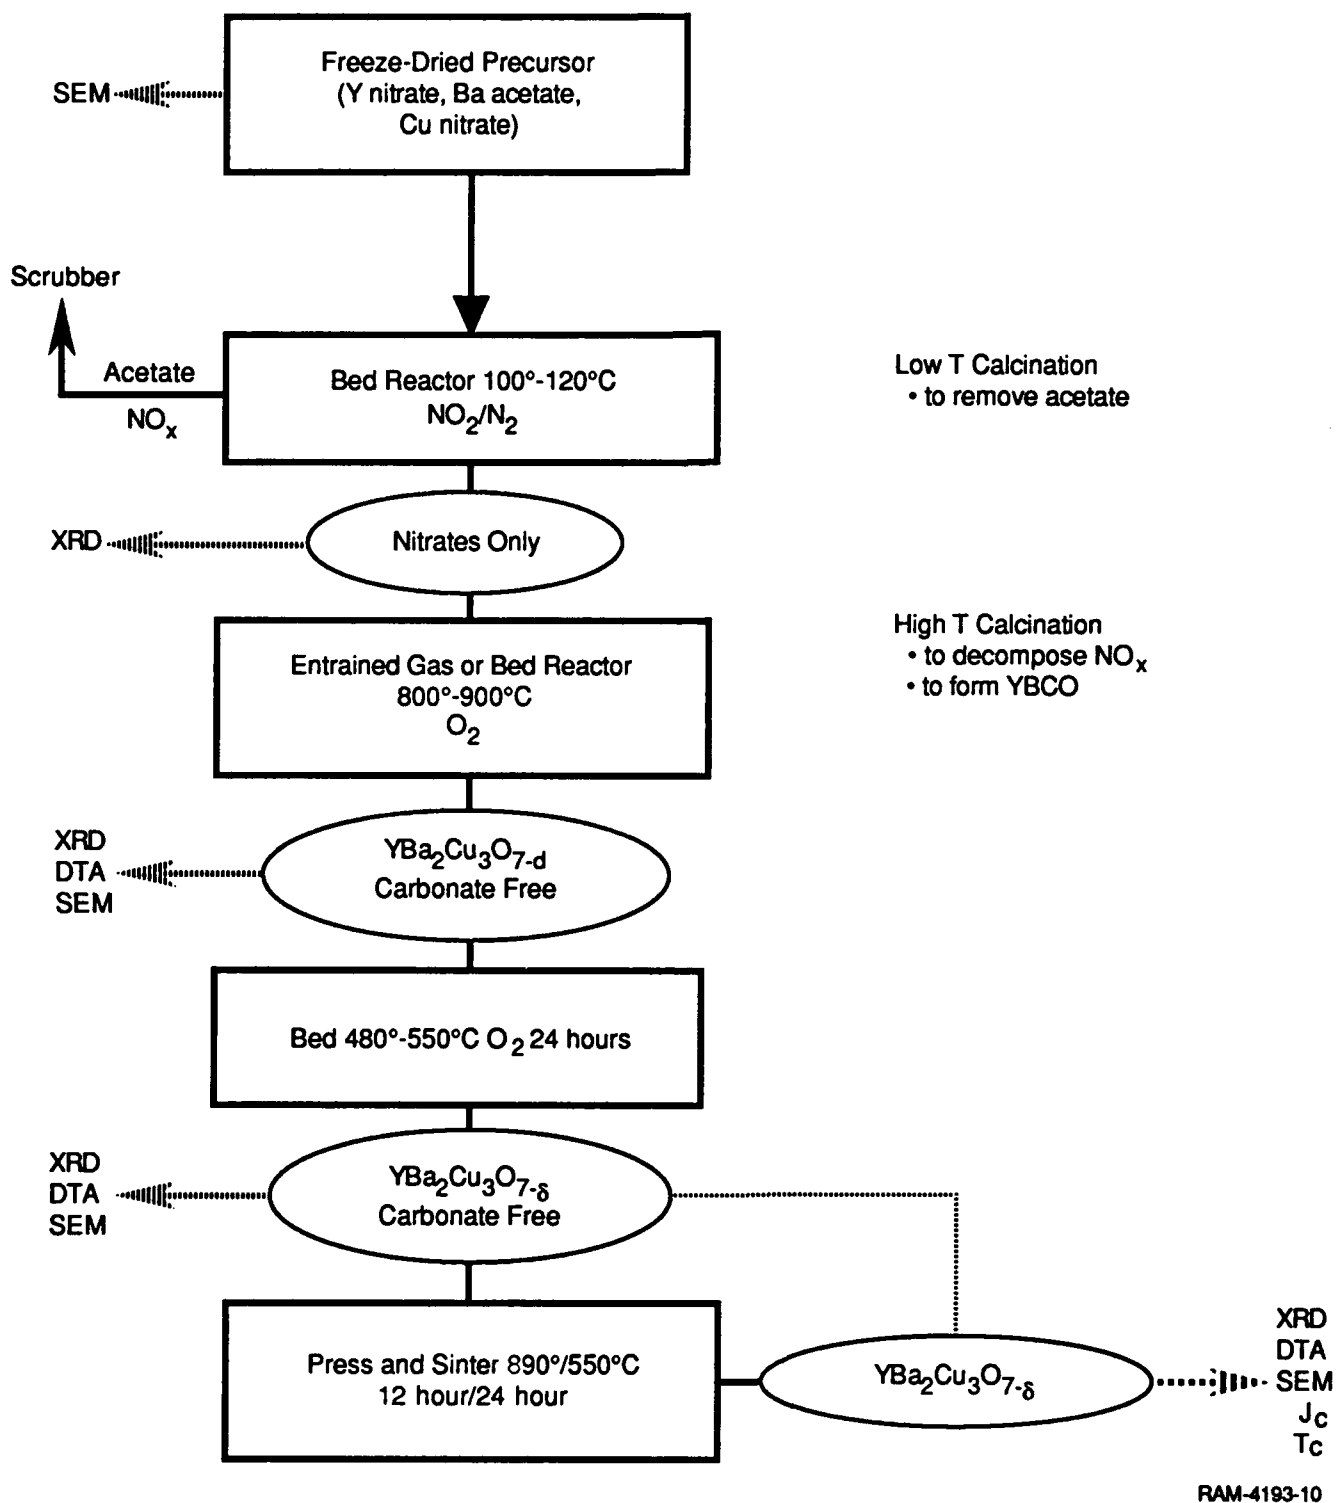 Freeze-Dried Precursor
(Y nitrate, Ba acetate,
Cu nitrate)
SEM
Scrubber
Acetate
NOx
Bed Reactor 100°-120°C
NO2/N2
Low T Calcination
• to remove acetate
XRD
Nitrates Only
Entrained Gas or Bed Reactor
800°-900°C
O2
High T Calcination
• to decompose NOx
• to form YBCO
XRD
DTA
SEM
YBa2Cu3O7-d
Carbonate Free
Bed 480°-550°C O2 24 hours
XRD
DTA
SEM
YBa2Cu3O7-δ
Carbonate Free
Press and Sinter 890°/550°C
12 hour/24 hour
YBa2Cu3O7-δ
XRD
DTA
SEM
Jc
Tc
RAM-4193-10